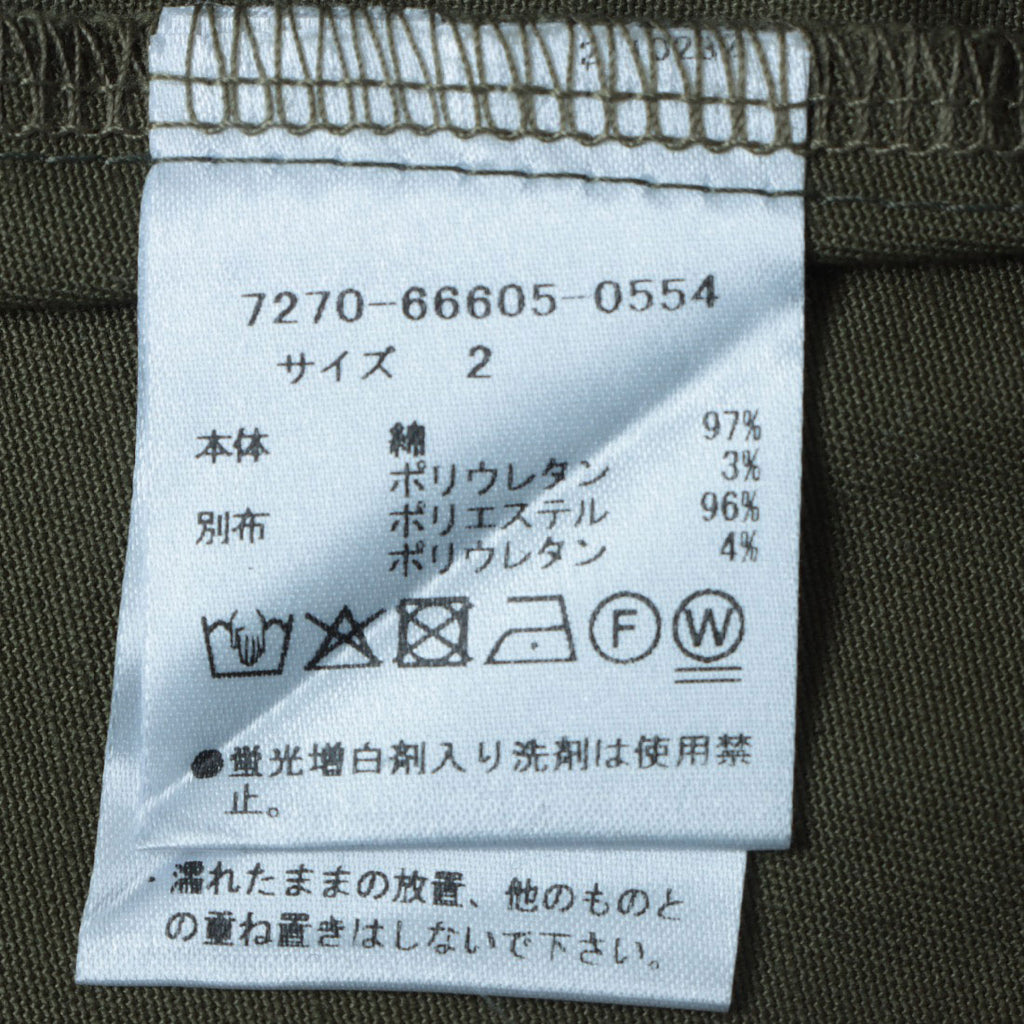 7270-66605-0554
サイズ 2
本体 綿 97%
ポリウレタン 3%
別布 ポリエステル 96%
ポリウレタン 4%
F W
●蛍光増白剤入り洗剤は使用禁
止。
・濡れたままの放置、他のものと
の重ね置きはしないで下さい。